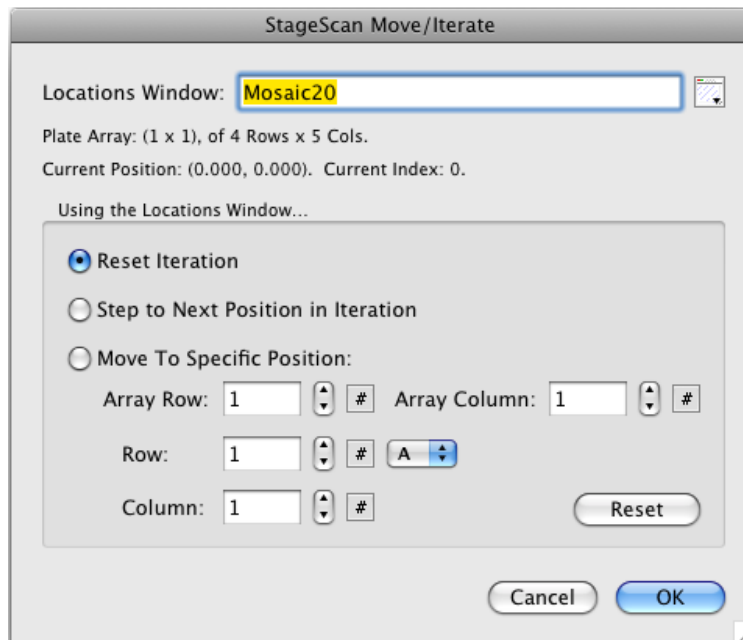 StageScan Move/Iterate
Locations Window: Mosaic20
Plate Array: (1 x 1), of 4 Rows x 5 Cols.
Current Position: (0.000, 0.000). Current Index: 0.
Using the Locations Window...
Reset Iteration
Step to Next Position in Iteration
Move To Specific Position:
Array Row: 1 # Array Column: 1 #
Row: 1 # A
Column: 1 # Reset
Cancel OK